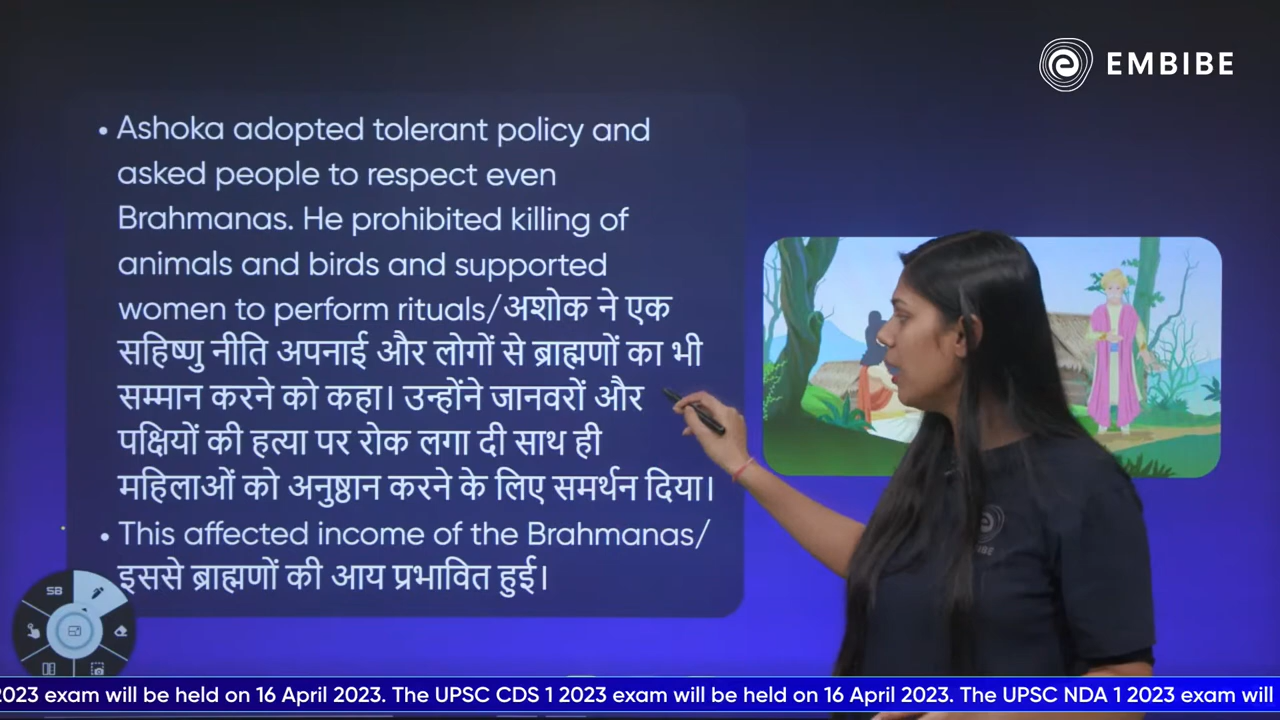 EMBIBE
• Ashoka adopted tolerant policy and
asked people to respect even
Brahmanas. He prohibited killing of
animals and birds and supported
women to perform rituals/अशोक ने एक
सहिष्णु नीति अपनाई और लोगों से ब्राह्मणों का भी
सम्मान करने को कहा। उन्होंने जानवरों और
पक्षियों की हत्या पर रोक लगा दी साथ ही
महिलाओं को अनुष्ठान करने के लिए समर्थन दिया।
• This affected income of the Brahmanas/
इससे ब्राह्मणों की आय प्रभावित हुई।
SB
2023 exam will be held on 16 April 2023. The UPSC CDS 1 2023 exam will be held on 16 April 2023. The UPSC NDA 1 2023 exam will